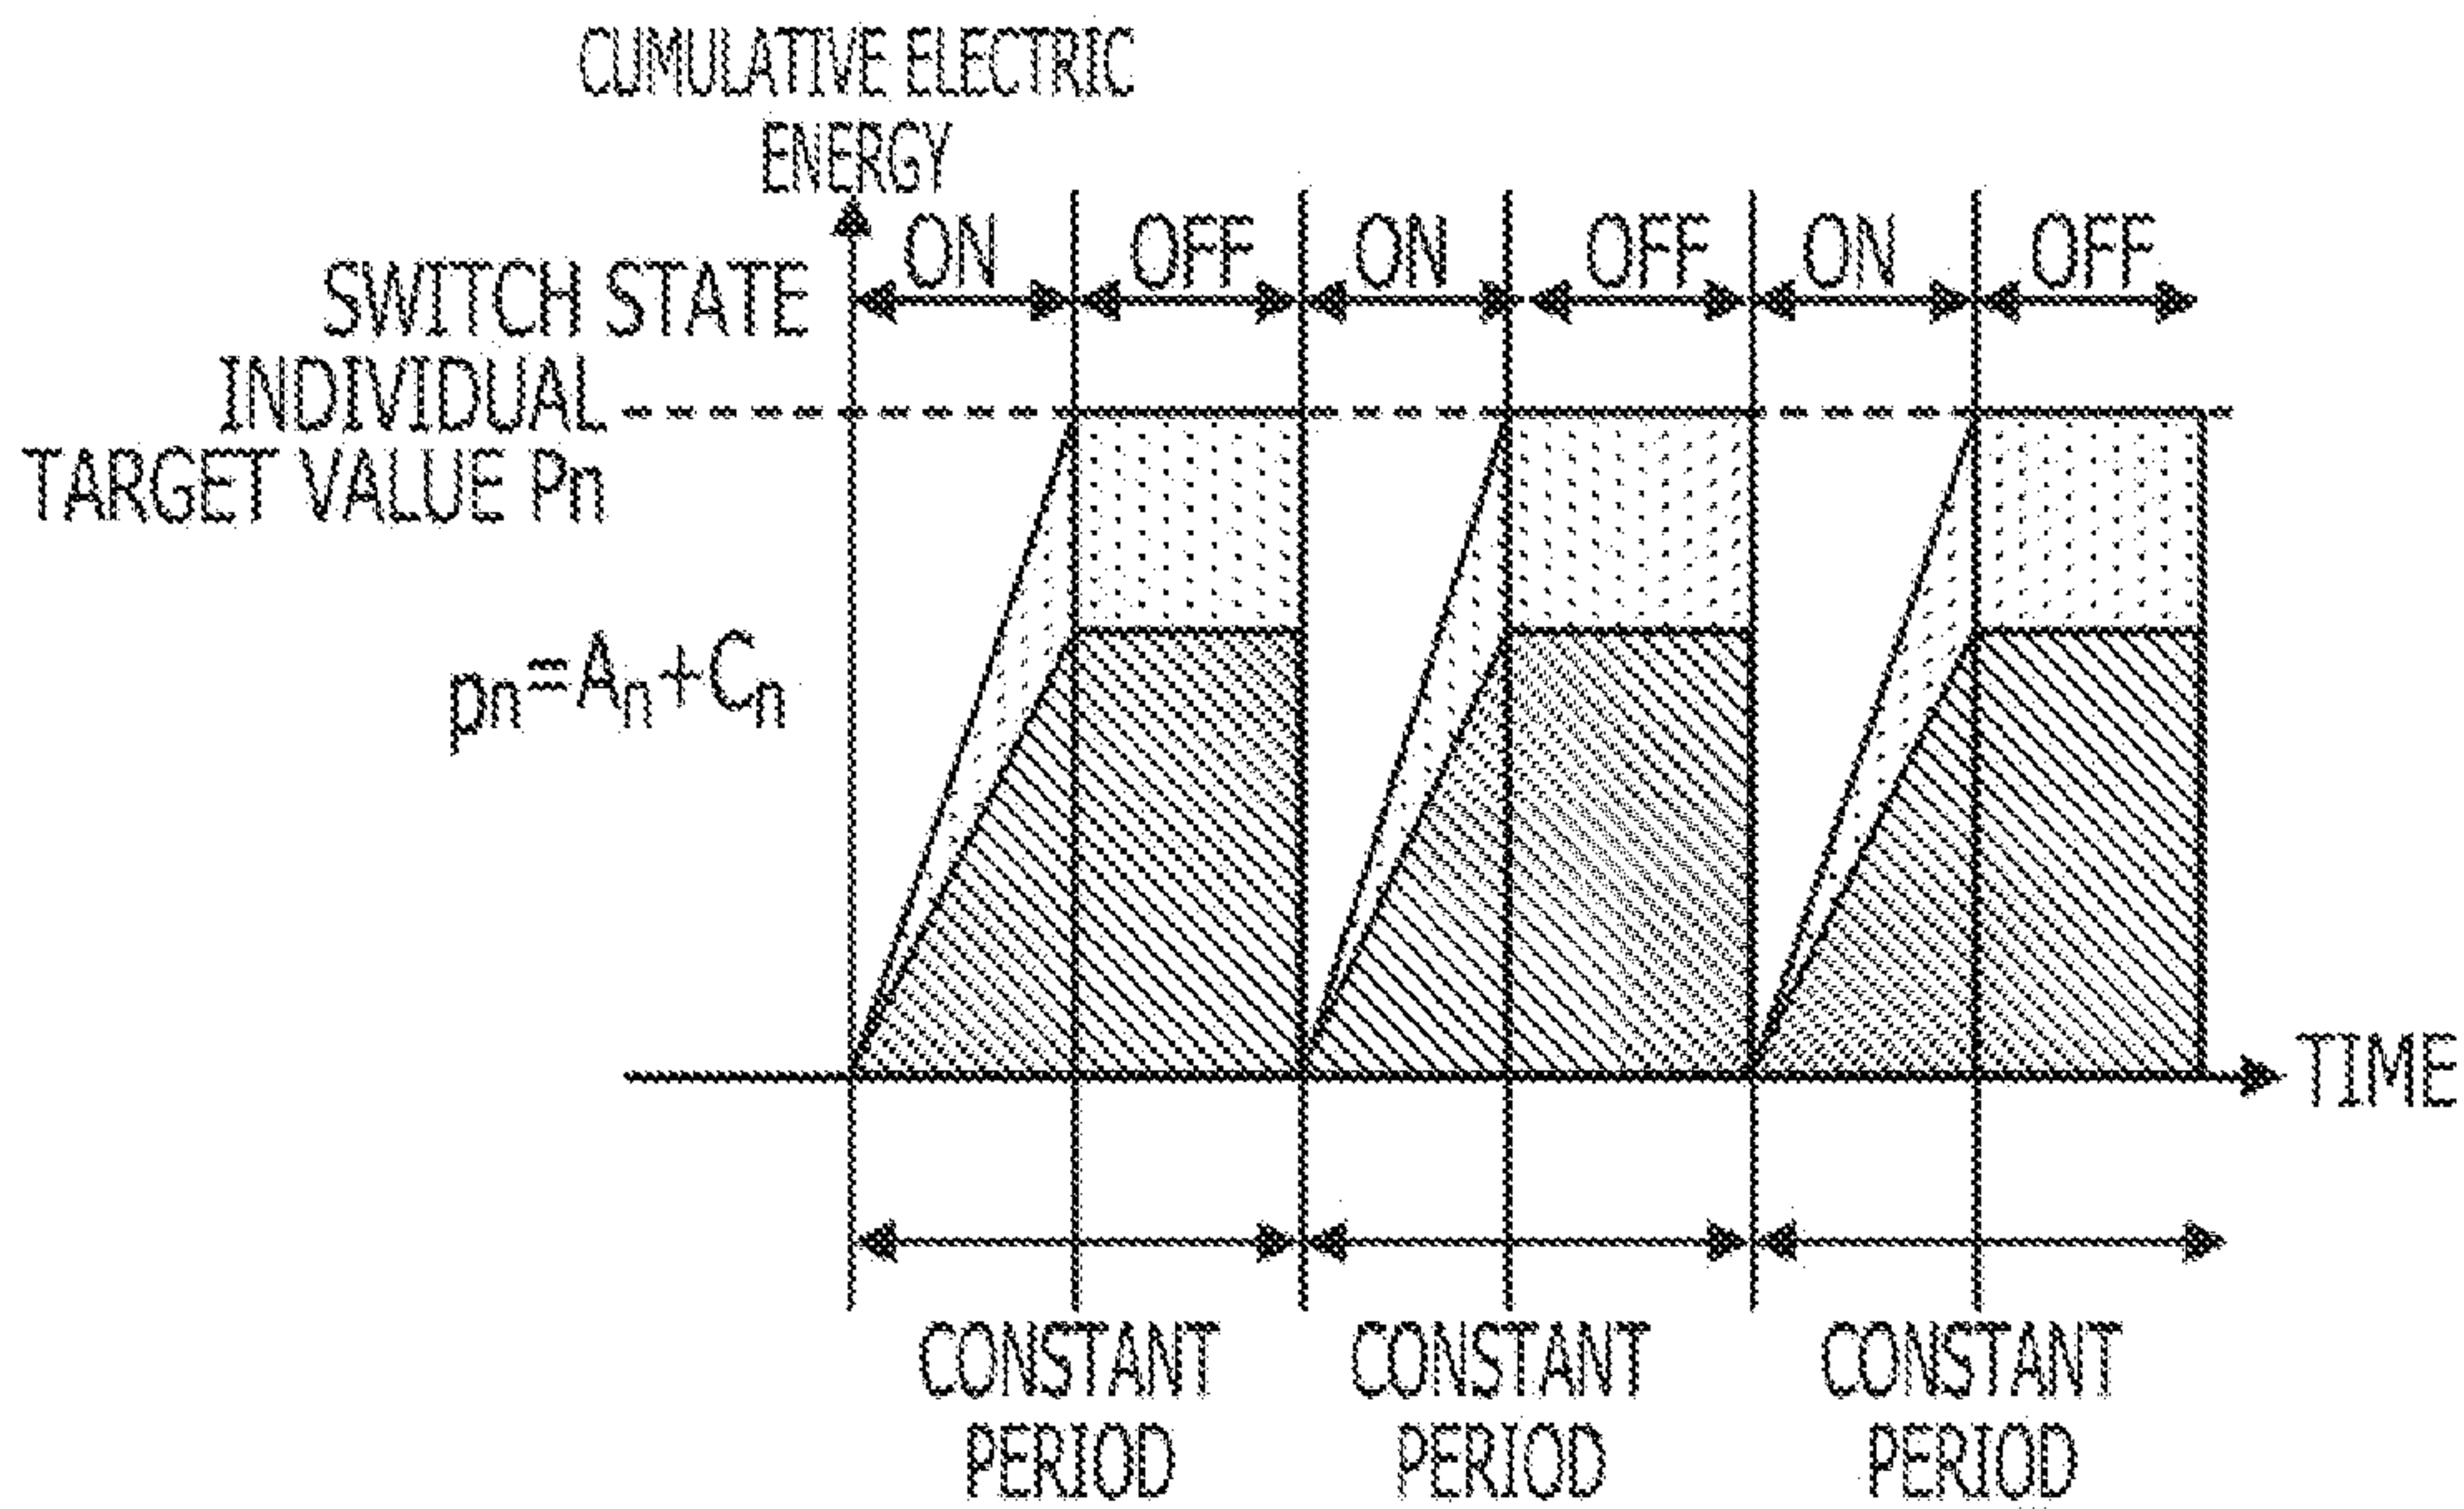 CUMULATIVE ELECTRIC
ENERGY
ON OFF ON OFF ON OFF
SWITCH STATE
INDIVIDUAL
TARGET VALUE Pn
pn=An+Cn
TIME
CONSTANT CONSTANT CONSTANT
PERIOD PERIOD PERIOD